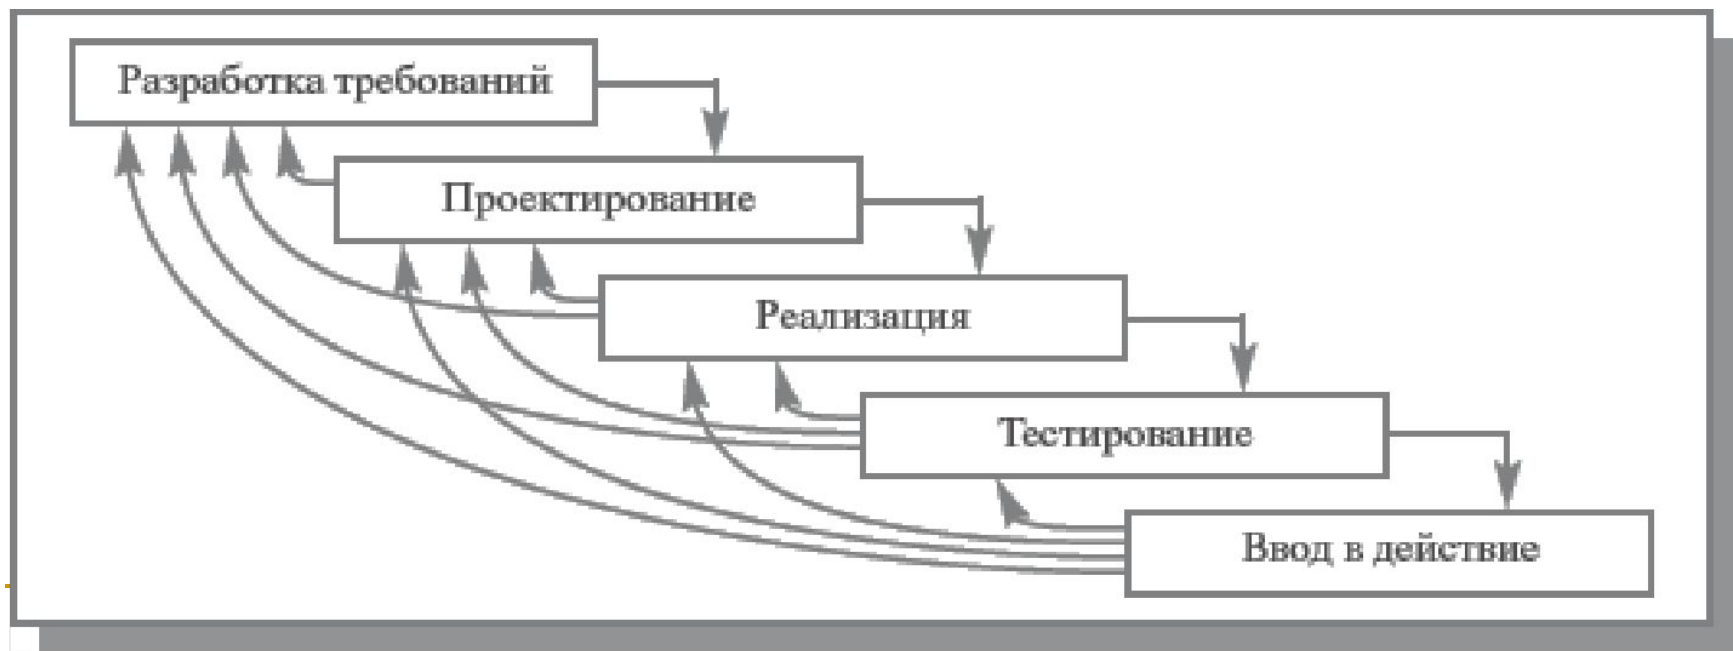 Разработка требований
Проектирование
Реализация
Тестирование
Ввод в действие